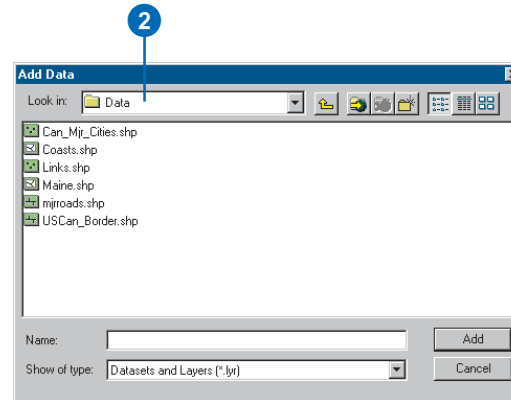 2
Add Data
Look in: Data
Can_Mjr_Cities.shp
Coasts.shp
Links.shp
Maine.shp
mjrroads.shp
USCan_Border.shp
Name: Add
Show of type: Datasets and Layers (*.lyr) Cancel